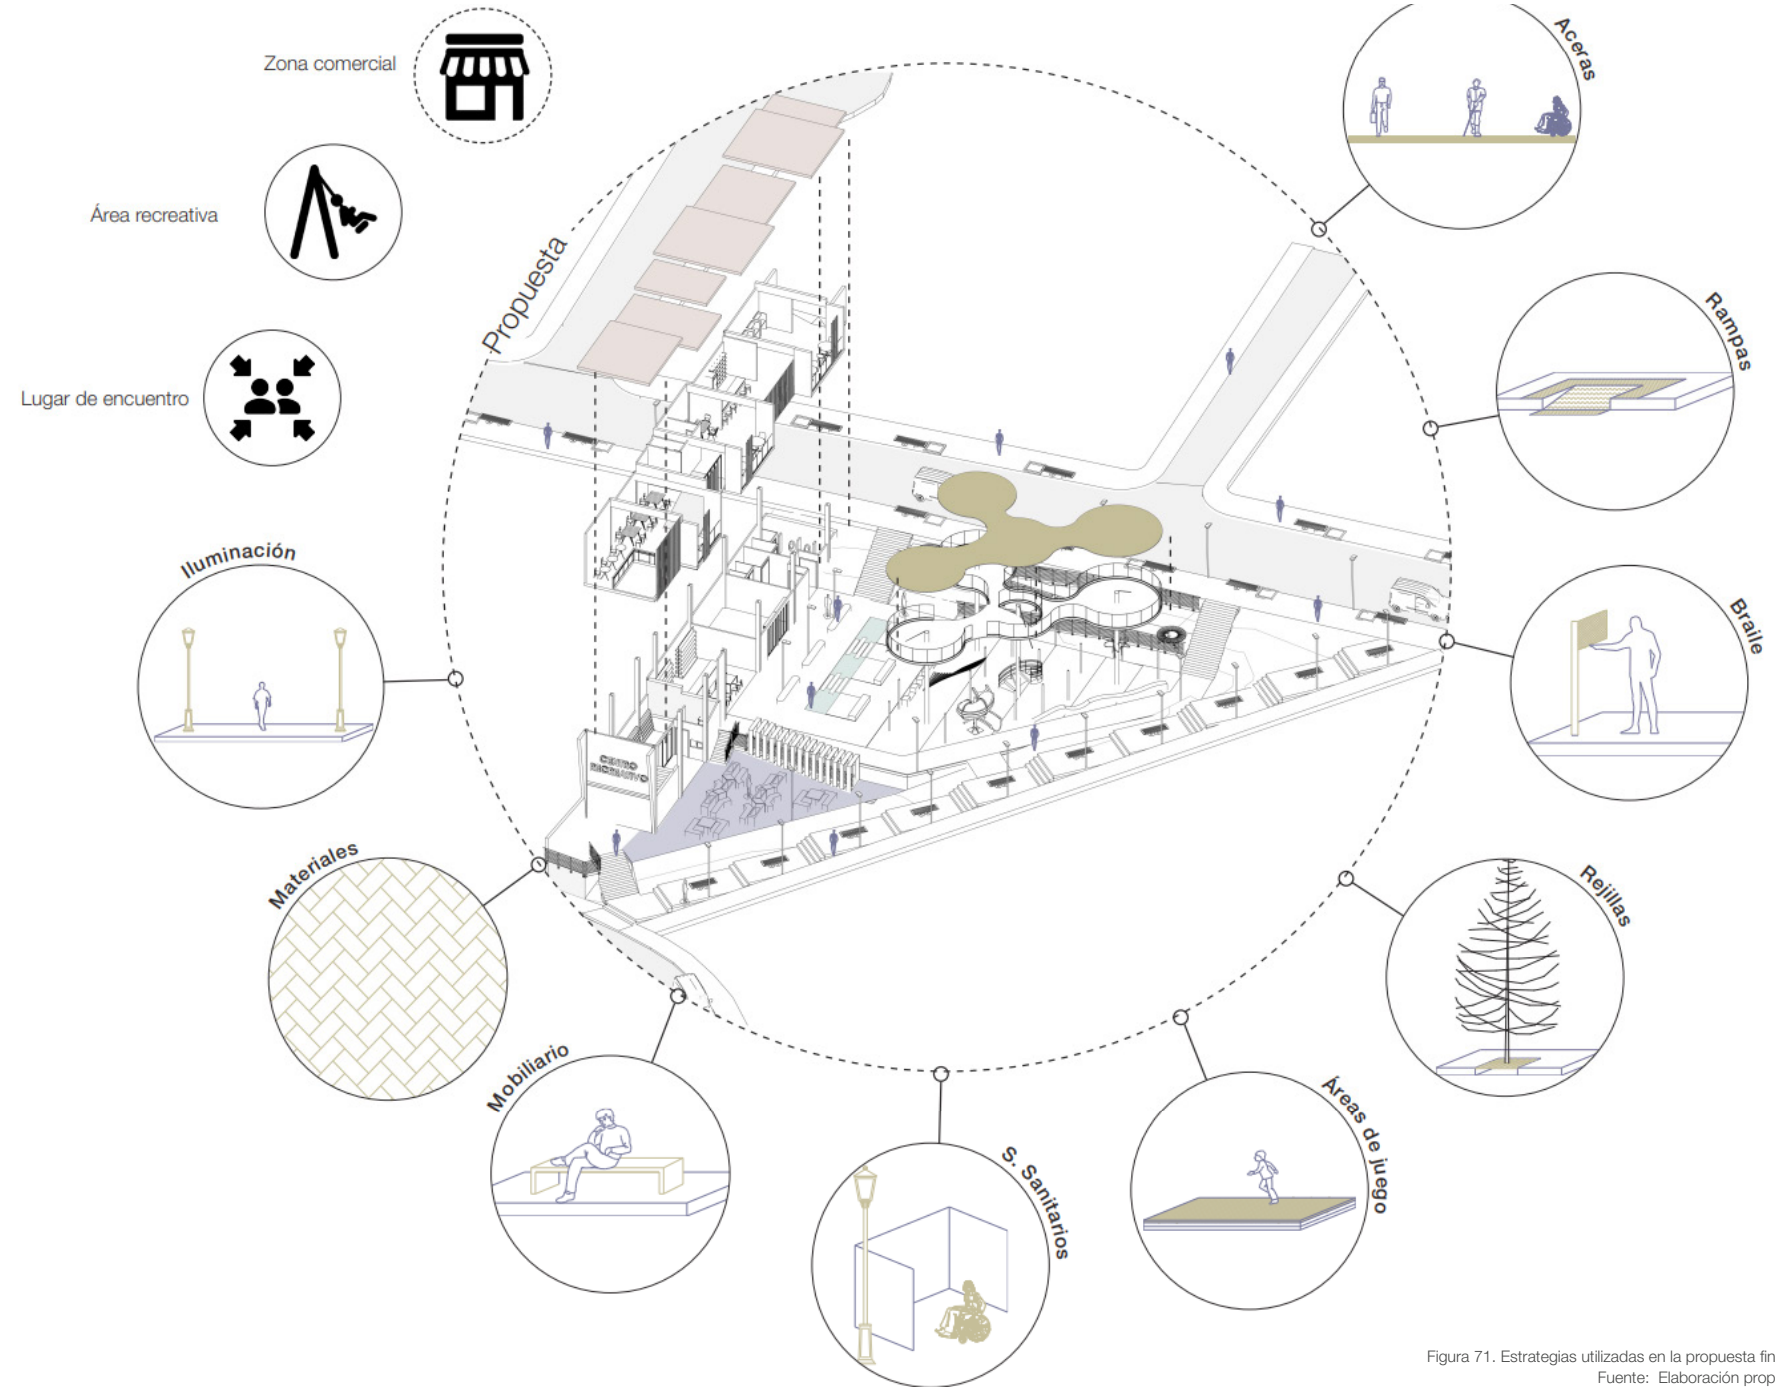 Zona comercial
Área recreativa
Lugar de encuentro
Propuesta
Aceras
Rampas
Braile
Rejillas
Áreas de juego
S. Sanitarios
Mobiliario
Materiales
Iluminación
CENTRO
RECREATIVO
Figura 71. Estrategias utilizadas en la propuesta fin
Fuente: Elaboración prop